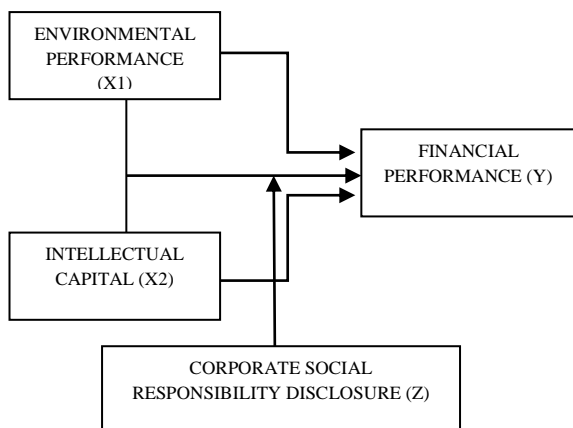 ENVIRONMENTAL
PERFORMANCE
(X1)
FINANCIAL
PERFORMANCE (Y)
INTELLECTUAL
CAPITAL (X2)
CORPORATE SOCIAL
RESPONSIBILITY DISCLOSURE (Z)